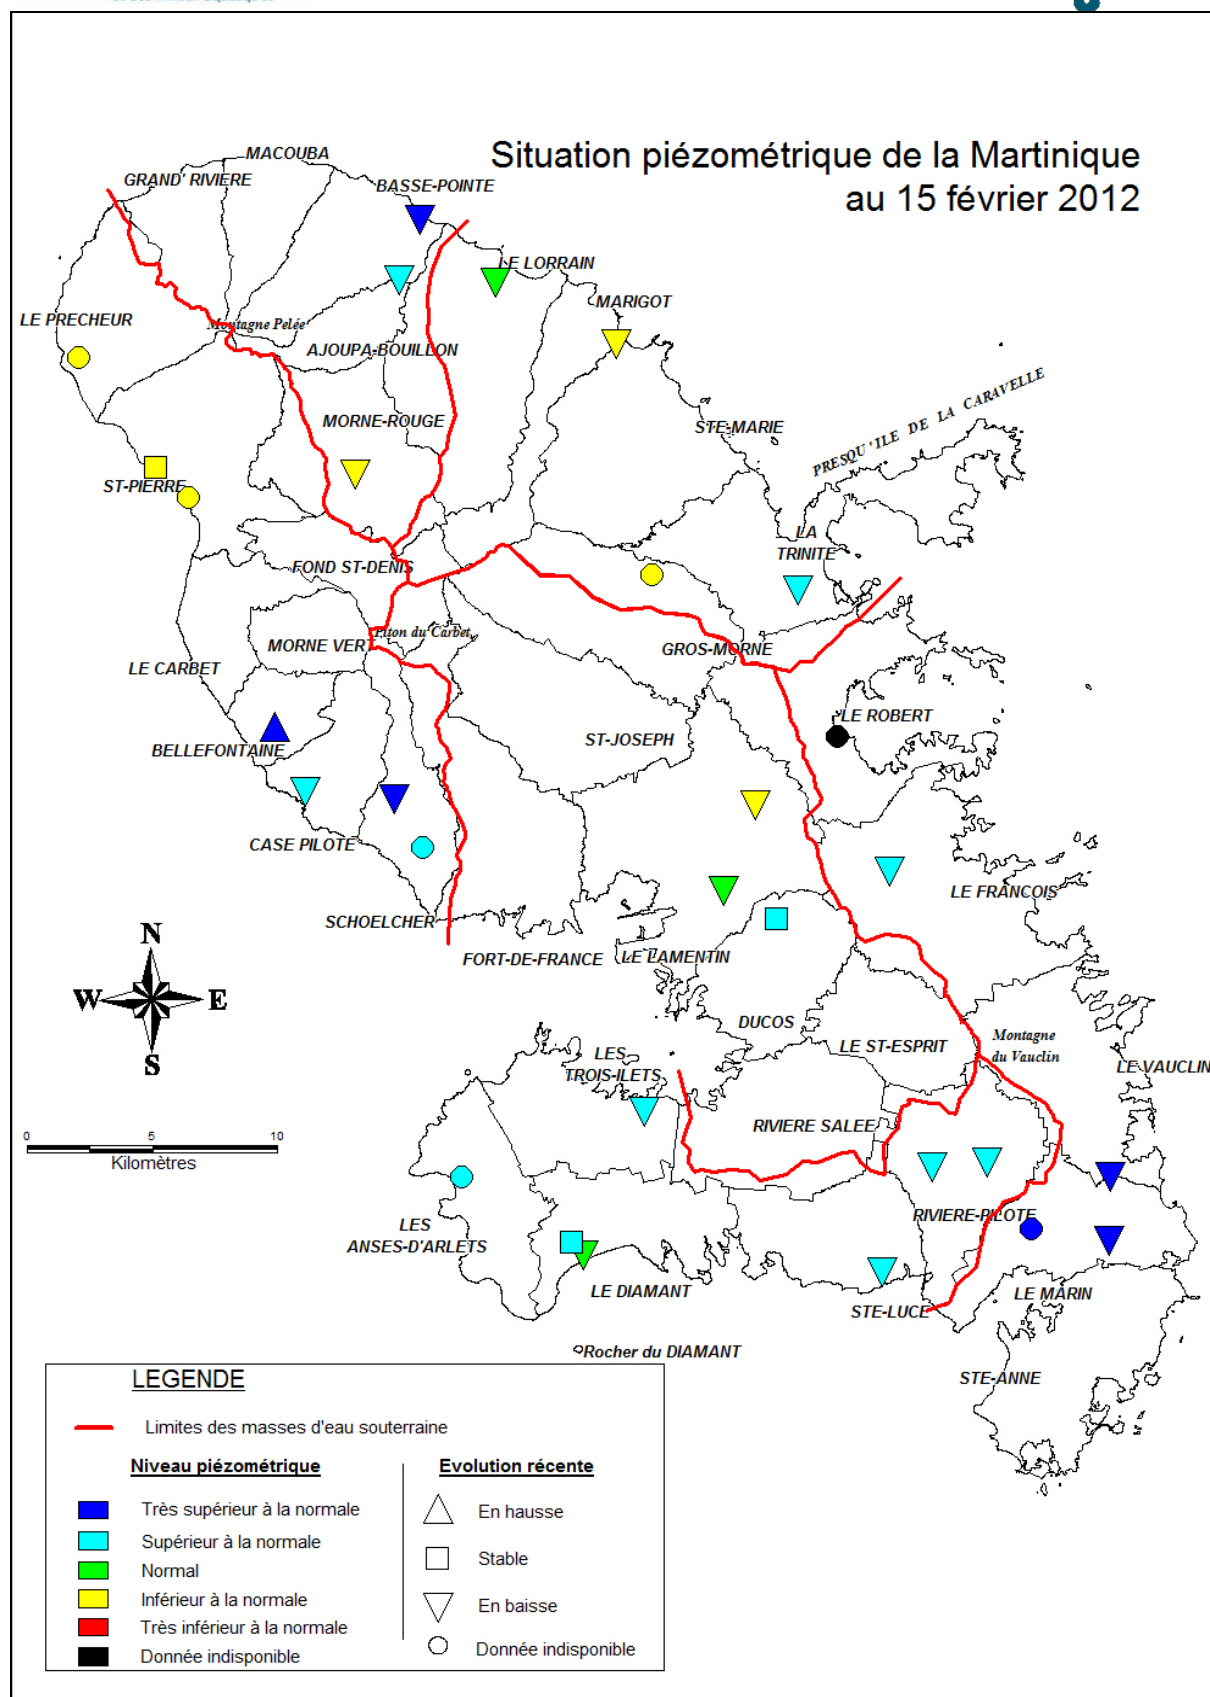 Situation piézométrique de la Martinique
au 15 février 2012
MACOUBA
GRAND' RIVIERE
BASSE-POINTE
LE LORRAIN
MARIGOT
LE PRECHEUR
Montagne Pelée
AJOUPA-BOUILLON
MORNE-ROUGE
STE-MARIE
PRESQU'ILE DE LA CARAVELLE
ST-PIERRE
LA
TRINITE
FOND ST-DENIS
Piton du Carbet
MORNE VERT
GROS-MORNE
LE CARBET
LE ROBERT
ST-JOSEPH
BELLEFONTAINE
CASE PILOTE
LE FRANCOIS
SCHOELCHER
FORT-DE-FRANCE
LE LAMENTIN
N
W
E
S
DUCOS
LE ST-ESPRIT
Montagne
du Vauclin
LE VAUCLIN
LES
TROIS-ILETS
RIVIERE SALEE
0
5
10
Kilomètres
LES
ANSES-D'ARLETS
RIVIERE-PILOTE
LE DIAMANT
STE-LUCE
LE MARIN
Rocher du DIAMANT
STE-ANNE
LEGENDE
Limites des masses d'eau souterraine
Niveau piézométrique
Très supérieur à la normale
Supérieur à la normale
Normal
Inférieur à la normale
Très inférieur à la normale
Donnée indisponible
Evolution récente
En hausse
Stable
En baisse
Donnée indisponible